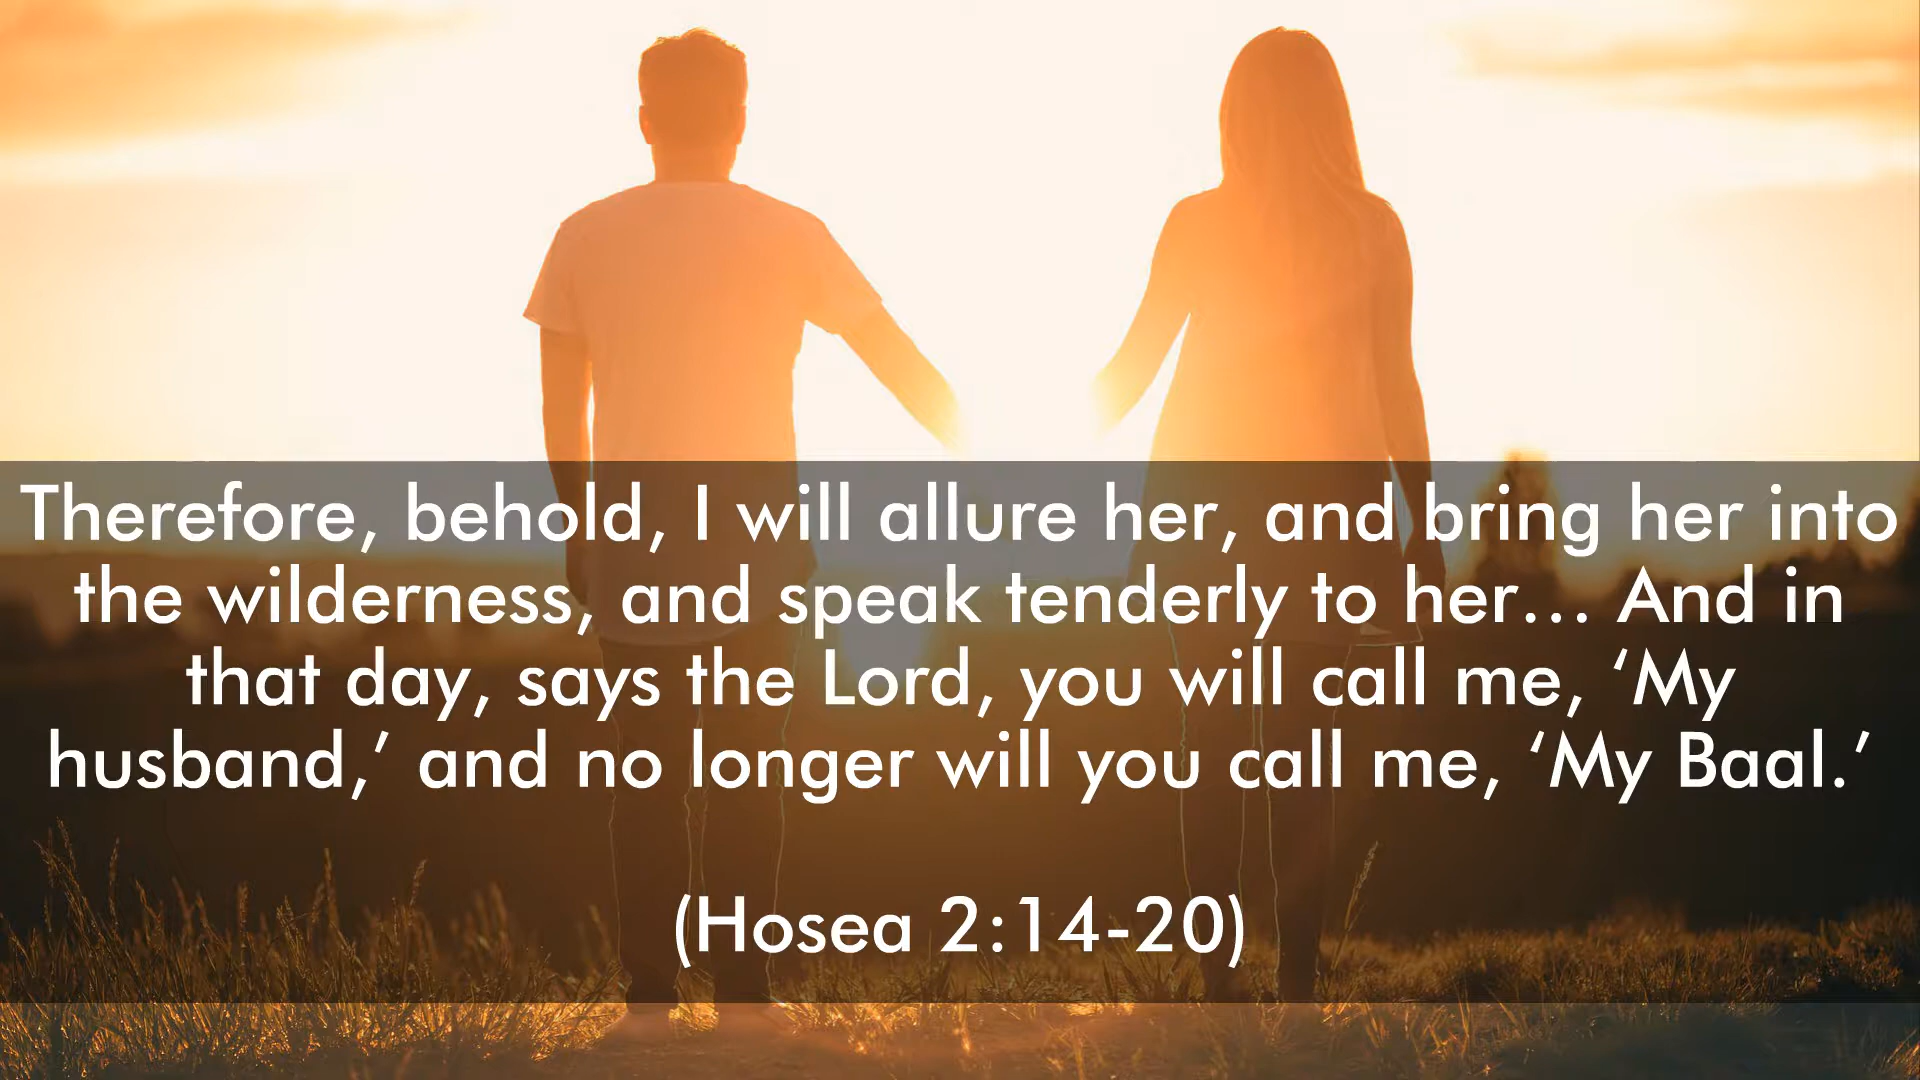 Therefore, behold, I will allure her, and bring her into
the wilderness, and speak tenderly to her… And in
that day, says the Lord, you will call me, ‘My
husband,’ and no longer will you call me, ‘My Baal.’
(Hosea 2:14-20)